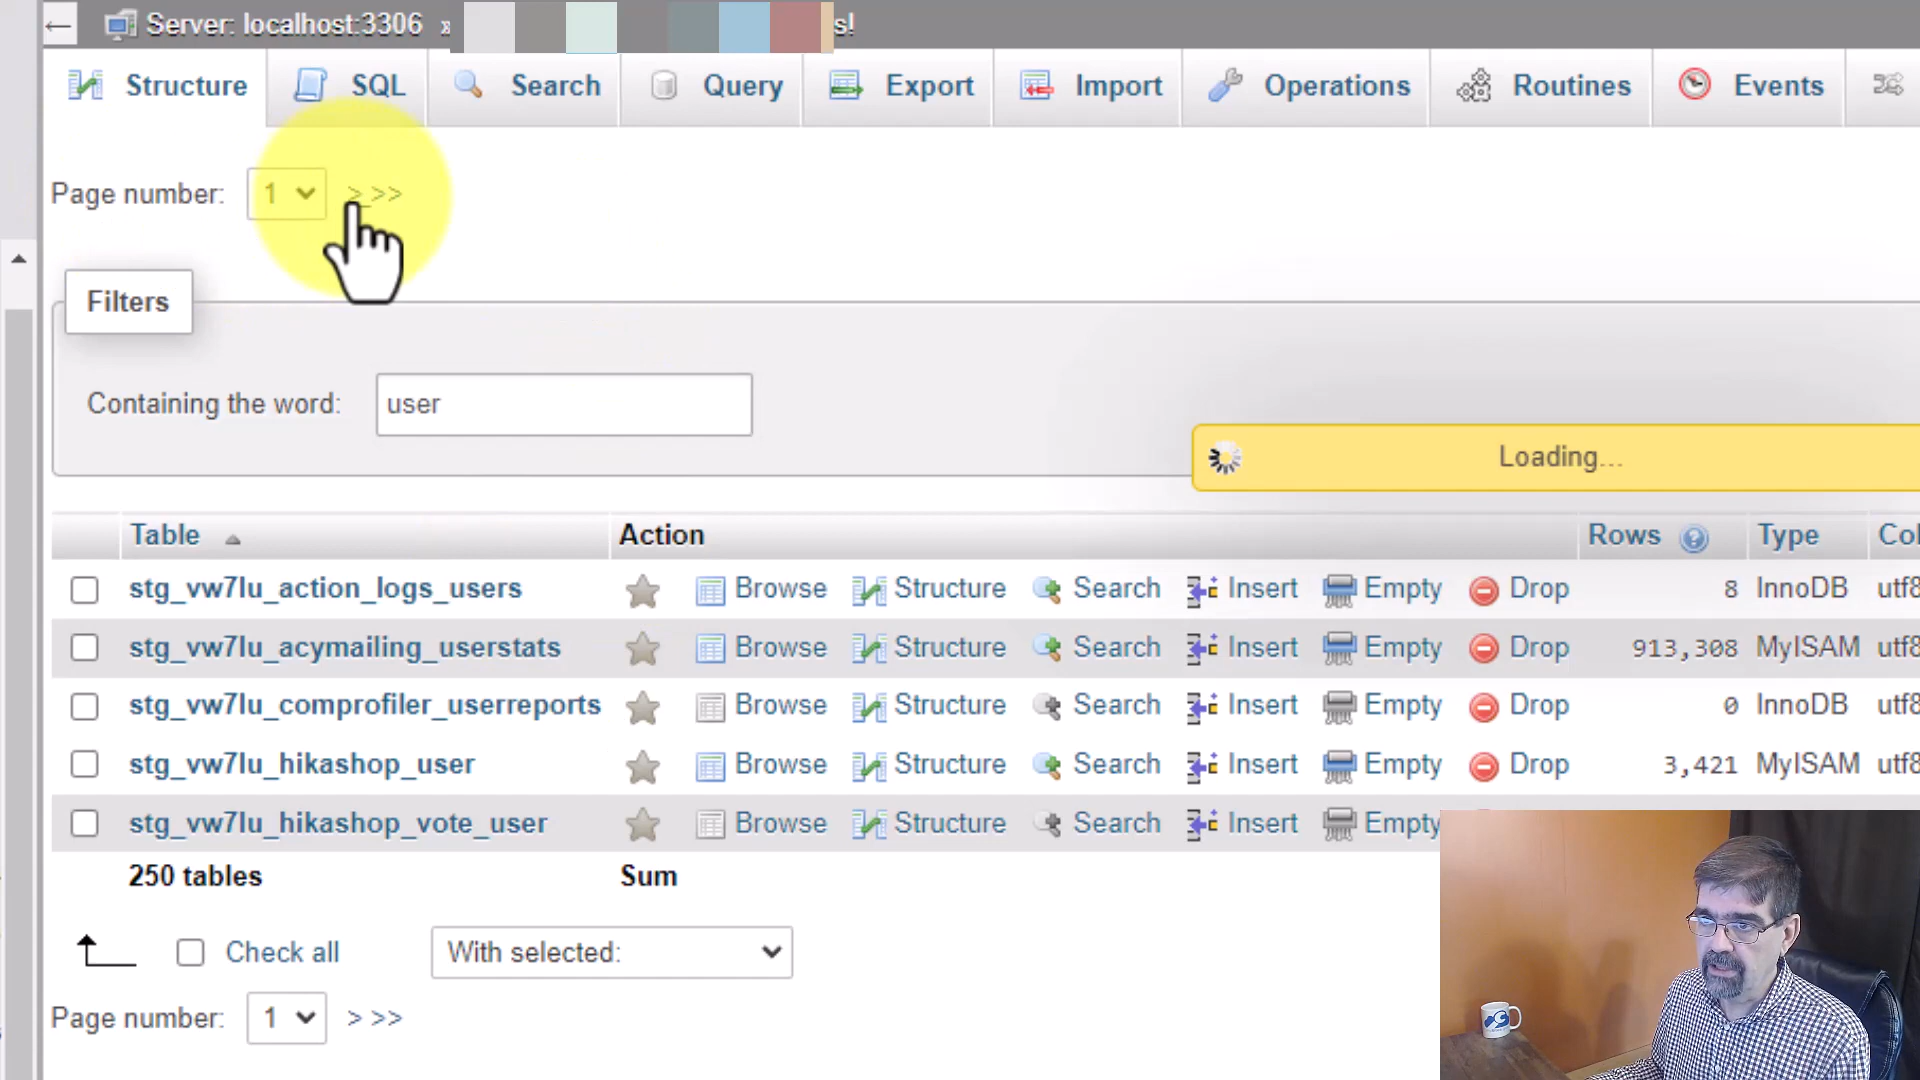 Server: localhost:3306 s!
Structure SQL Search Query Export Import Operations Routines Events
Page number: 1 > >>
Filters
Containing the word: user
Loading...
Table Action Rows Type
stg_vw7lu_action_logs_users Browse Structure Search Insert Empty Drop 8 InnoDB utf8
stg_vw7lu_acymailing_userstats Browse Structure Search Insert Empty Drop 913,308 MyISAM utf8
stg_vw7lu_comprofiler_userreports Browse Structure Search Insert Empty Drop 0 InnoDB utf8
stg_vw7lu_hikashop_user Browse Structure Search Insert Empty Drop 3,421 MyISAM utf8
stg_vw7lu_hikashop_vote_user Browse Structure Search Insert Empty
250 tables Sum
Check all With selected:
Page number: 1 > >>